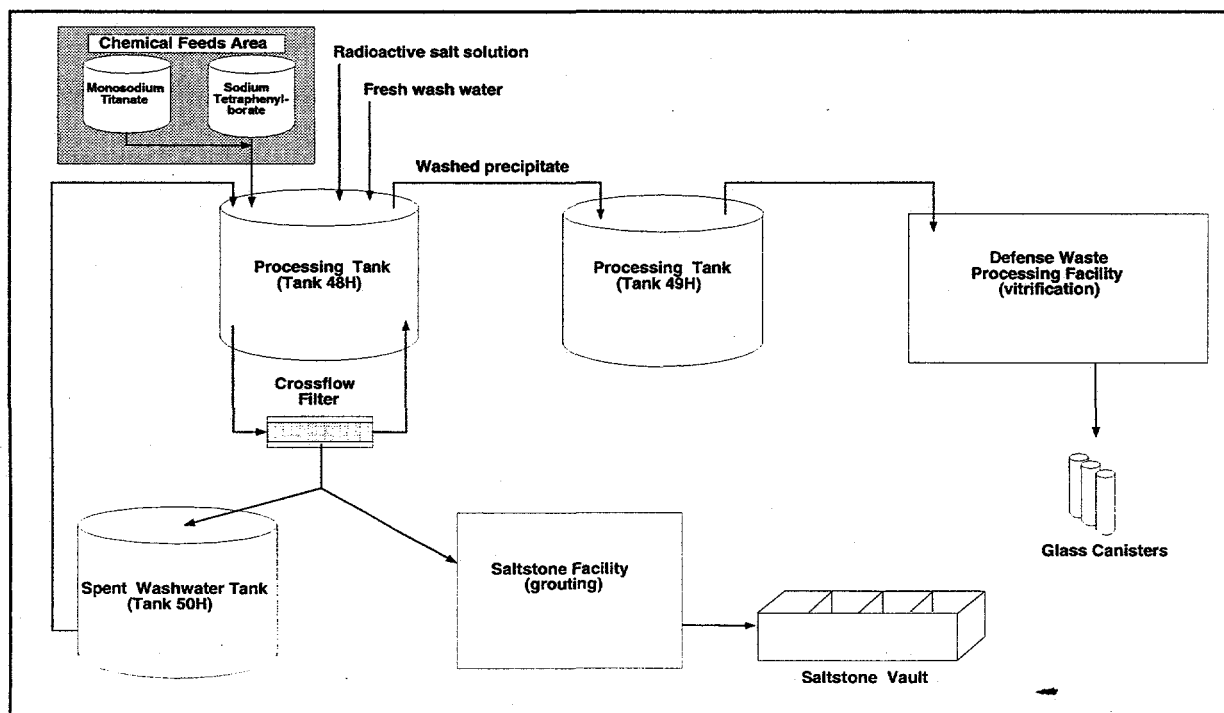 Chemical Feeds Area
Monosodium
Titanate
Sodium
Tetraphenyl-
borate
Radioactive salt solution
Fresh wash water
Washed precipitate
Processing Tank
(Tank 48H)
Processing Tank
(Tank 49H)
Defense Waste
Processing Facility
(vitrification)
Crossflow
Filter
Glass Canisters
Spent Washwater Tank
(Tank 50H)
Saltstone Facility
(grouting)
Saltstone Vault